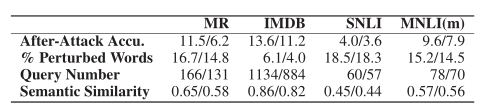 MR IMDB SNLI MNLI(m)
After-Attack Accu. 11.5/6.2 13.6/11.2 4.0/3.6 9.6/7.9
% Perturbed Words 16.7/14.8 6.1/4.0 18.5/18.3 15.2/14.5
Query Number 166/131 1134/884 60/57 78/70
Semantic Similarity 0.65/0.58 0.86/0.82 0.45/0.44 0.57/0.56